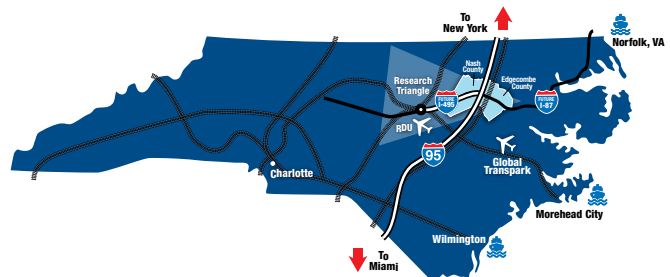 To
New York
Norfolk, VA
Nash
County
Research
Triangle
Edgecombe
County
FUTURE
I-495
FUTURE
I-87
RDU
95
Global
Transpark
Charlotte
Morehead City
Wilmington
To
Miami